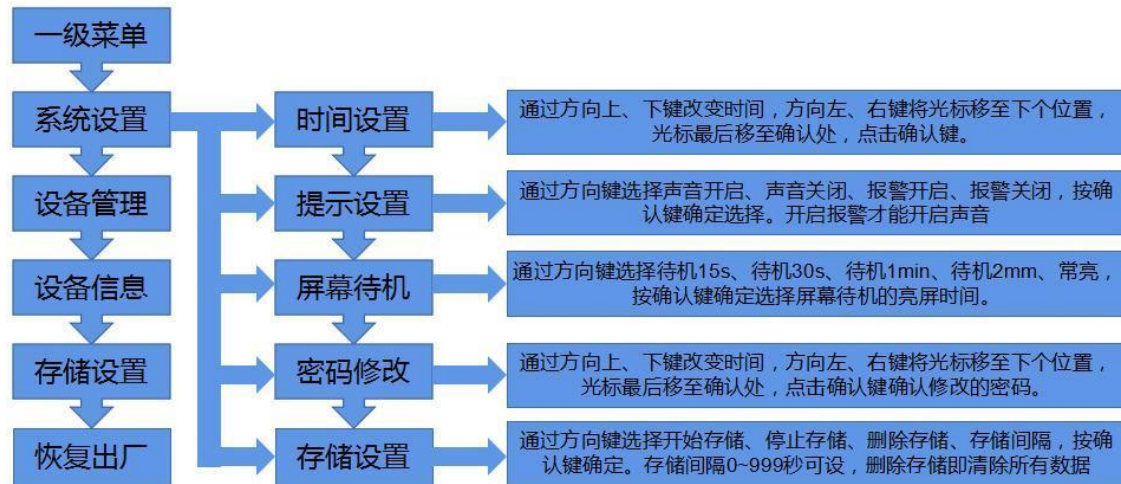 一级菜单
系统设置
时间设置
通过方向上、下键改变时间，方向左、右键将光标移至下个位置，
光标最后移至确认处，点击确认键。
设备管理
提示设置
通过方向键选择声音开启、声音关闭、报警开启、报警关闭，按确
认键确定选择。开启报警才能开启声音
设备信息
屏幕待机
通过方向键选择待机15s、待机30s、待机1min、待机2mm、常亮，
按确认键确定选择屏幕待机的亮屏时间。
存储设置
密码修改
通过方向上、下键改变时间，方向左、右键将光标移至下个位置，
光标最后移至确认处，点击确认键确认修改的密码。
恢复出厂
存储设置
通过方向键选择开始存储、停止存储、删除存储、存储间隔，按确
认键确定。存储间隔0~999秒可设，删除存储即清除所有数据